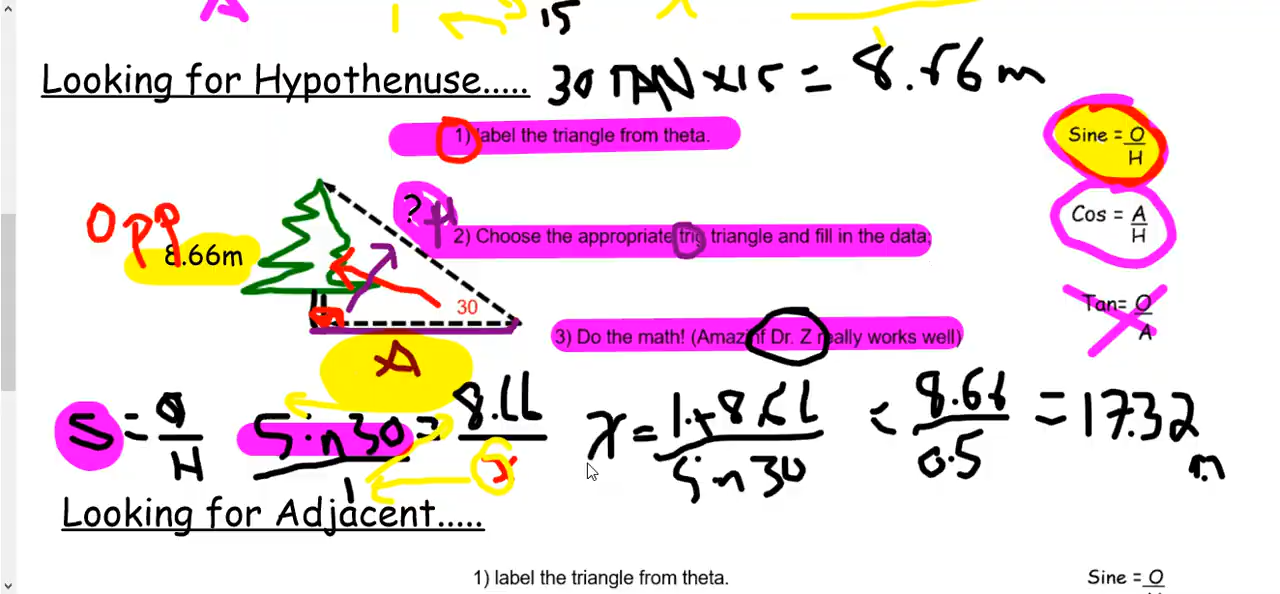 1 15 x
Looking for Hypothenuse..... 30 TAN x 15 = 8.66 m
1) label the triangle from theta.
Sine = O
H
Opp
8.66m
? H
Cos = A
H
2) Choose the appropriate trig triangle and fill in the data;
30
Tan= O
A
3) Do the math! (Amazinf Dr. Z really works well)
A
S = O/H Sin 30/1 = 8.66/x x = 1 x 8.66/Sin 30 = 8.66/0.5 = 17.32 m
Looking for Adjacent.....
1) label the triangle from theta.
Sine = O